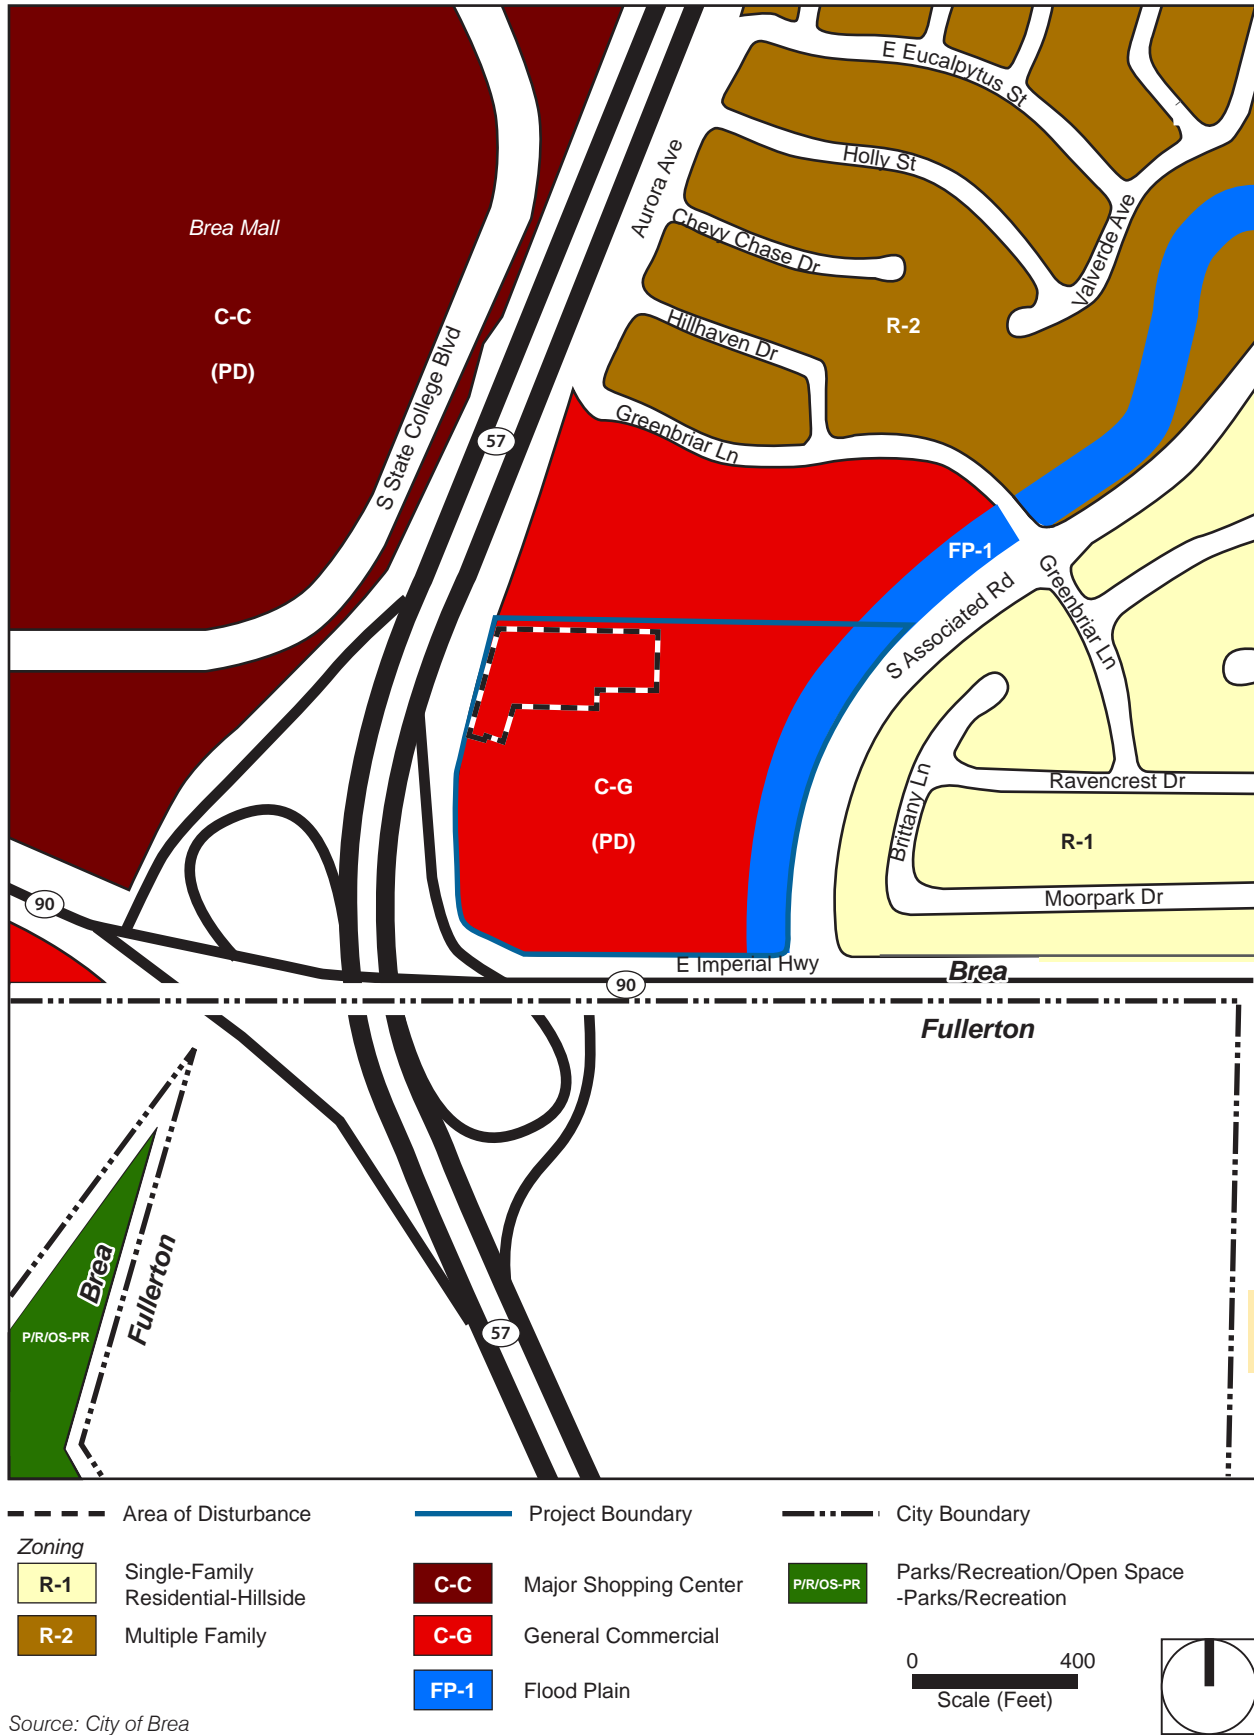 E Eucalpytus St
Holly St
Aurora Ave
Chevy Chase Dr
Valverde Ave
Brea Mall
C-C
(PD)
R-2
Hillhaven Dr
S State College Blvd
57
Greenbriar Ln
FP-1
S Associated Rd
Greenbriar Ln
C-G
(PD)
Brittany Ln
Ravencrest Dr
R-1
Moorpark Dr
90
E Imperial Hwy
Brea
90
Fullerton
Brea
Fullerton
P/R/OS-PR
57
Area of Disturbance
Project Boundary
City Boundary
Zoning
R-1
Single-Family
Residential-Hillside
C-C
Major Shopping Center
P/R/OS-PR
Parks/Recreation/Open Space
-Parks/Recreation
R-2
Multiple Family
C-G
General Commercial
FP-1
Flood Plain
0
400
Scale (Feet)
Source: City of Brea